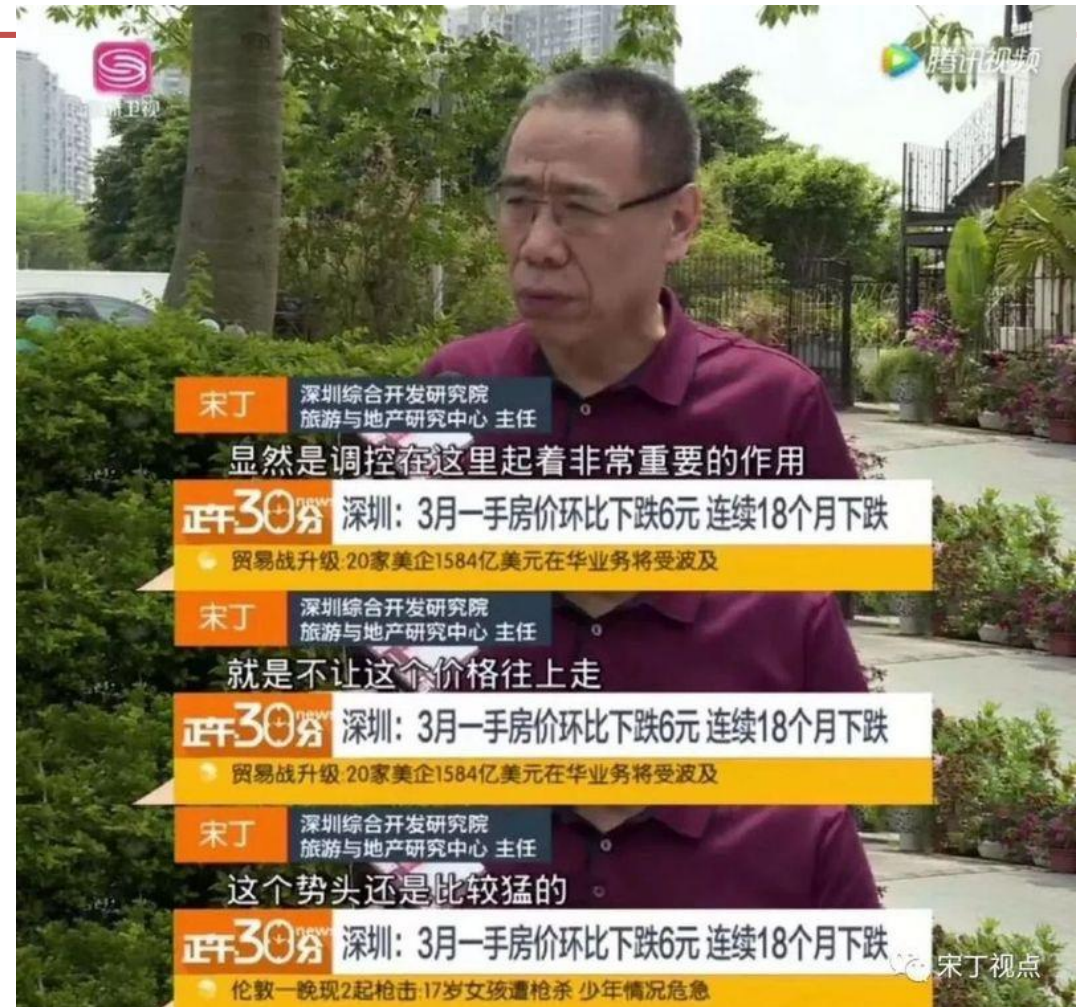 深圳卫视
腾讯视频
宋丁
深圳综合开发研究院
旅游与地产研究中心 主任
显然是调控在这里起着非常重要的作用
正午30分 news
深圳：3月一手房价环比下跌6元 连续18个月下跌
贸易战升级:20家美企1584亿美元在华业务将受波及
宋丁
深圳综合开发研究院
旅游与地产研究中心 主任
就是不让这个价格往上走
正午30分 news
深圳：3月一手房价环比下跌6元 连续18个月下跌
贸易战升级:20家美企1584亿美元在华业务将受波及
宋丁
深圳综合开发研究院
旅游与地产研究中心 主任
这个势头还是比较猛的
正午30分 news
深圳：3月一手房价环比下跌6元 连续18个月下跌
宋丁视点
伦敦一晚现2起枪击:17岁女孩遭枪杀 少年情况危急